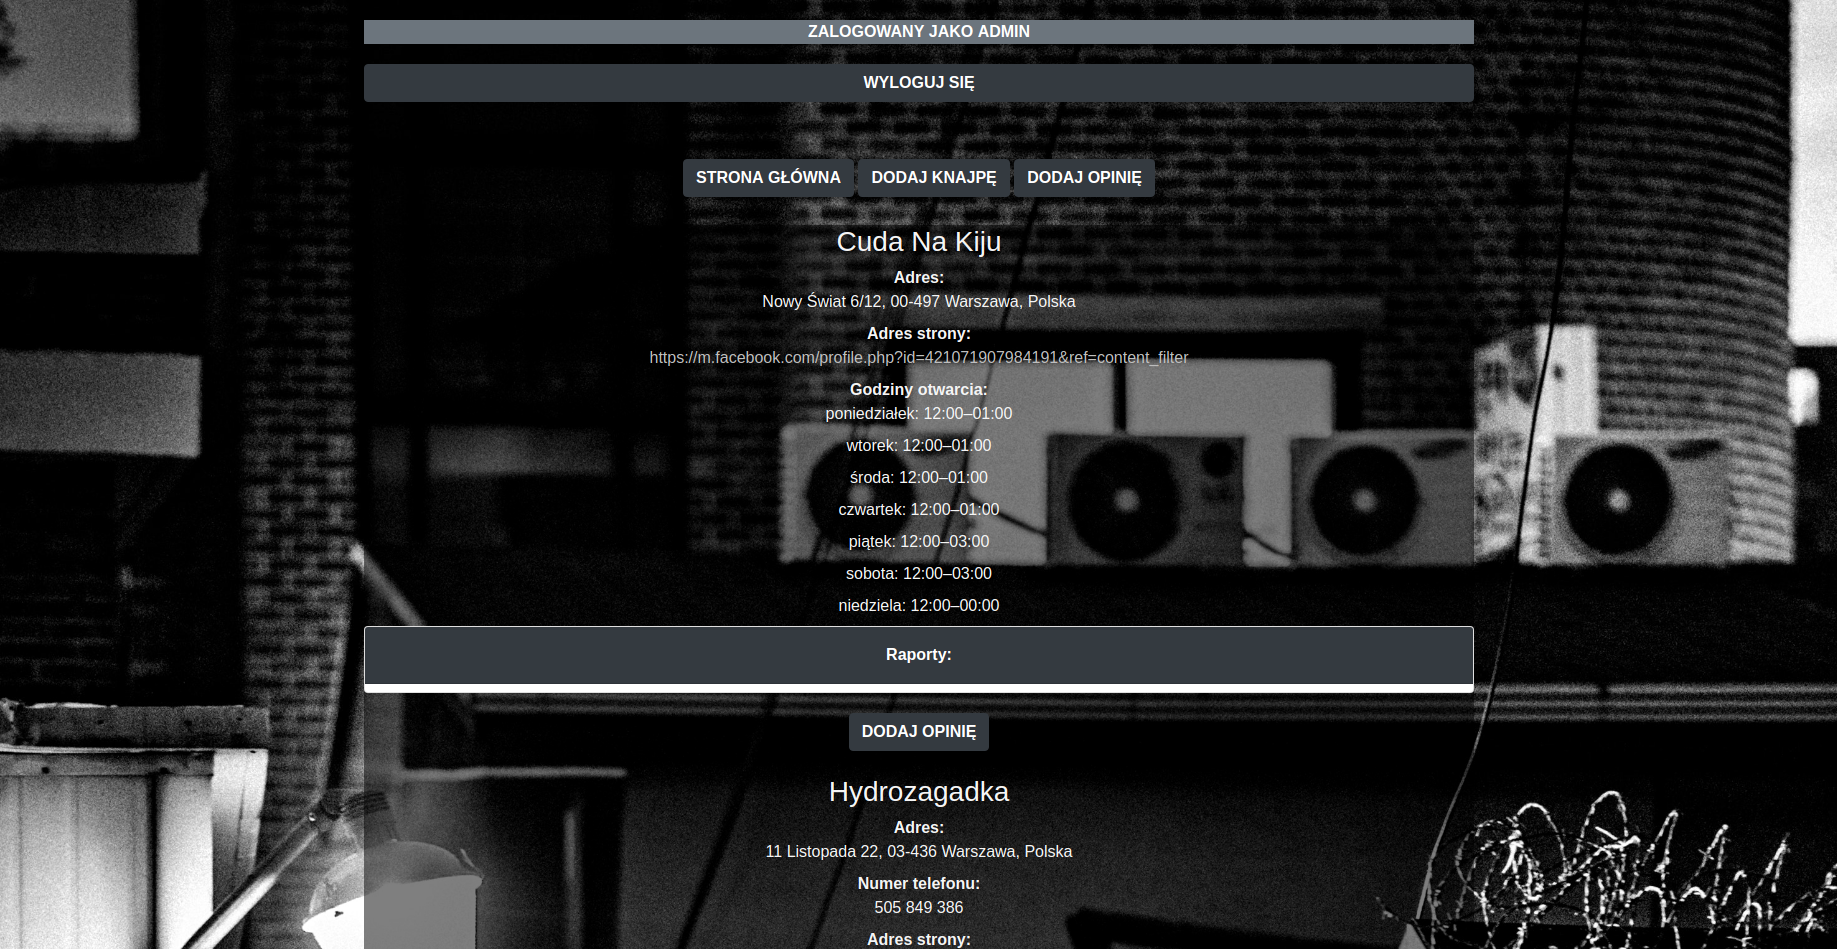 ZALOGOWANY JAKO ADMIN
WYLOGUJ SIĘ
STRONA GŁÓWNA DODAJ KNAJPĘ DODAJ OPINIĘ
Cuda Na Kiju
Adres:
Nowy Świat 6/12, 00-497 Warszawa, Polska
Adres strony:
https://m.facebook.com/profile.php?id=421071907984191&ref=content_filter
Godziny otwarcia:
poniedziałek: 12:00–01:00
wtorek: 12:00–01:00
środa: 12:00–01:00
czwartek: 12:00–01:00
piątek: 12:00–03:00
sobota: 12:00–03:00
niedziela: 12:00–00:00
Raporty:
DODAJ OPINIĘ
Hydrozagadka
Adres:
11 Listopada 22, 03-436 Warszawa, Polska
Numer telefonu:
505 849 386
Adres strony: